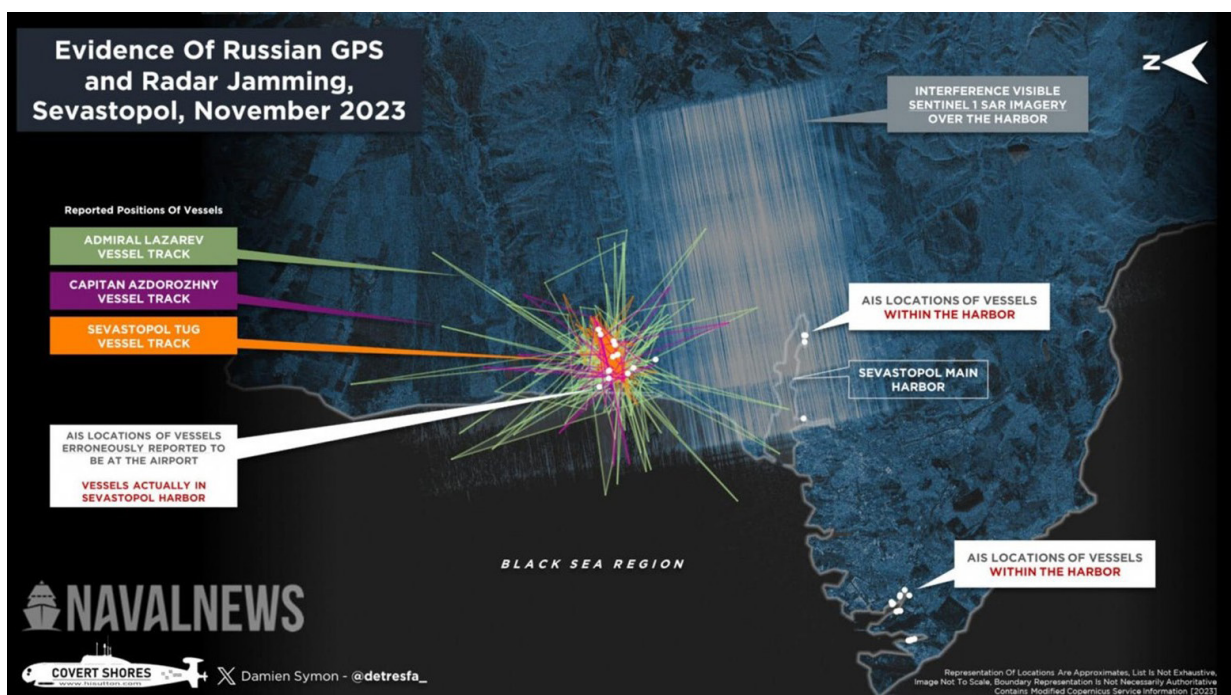 Evidence Of Russian GPS
and Radar Jamming,
Sevastopol, November 2023
N
INTERFERENCE VISIBLE
SENTINEL 1 SAR IMAGERY
OVER THE HARBOR
Reported Positions Of Vessels
ADMIRAL LAZAREV
VESSEL TRACK
CAPITAN AZDOROZHNY
VESSEL TRACK
SEVASTOPOL TUG
VESSEL TRACK
AIS LOCATIONS OF VESSELS
WITHIN THE HARBOR
SEVASTOPOL MAIN
HARBOR
AIS LOCATIONS OF VESSELS
ERRONEOUSLY REPORTED TO
BE AT THE AIRPORT
VESSELS ACTUALLY IN
SEVASTOPOL HARBOR
BLACK SEA REGION
AIS LOCATIONS OF VESSELS
WITHIN THE HARBOR
NAVALNEWS
COVERT SHORES
www.hisutton.com
X Damien Symon - @detresfa_
Representation Of Locations Are Approximates, List Is Not Exhaustive,
Image Not To Scale, Boundary Representation Is Not Necessarily Authoritative
Contains Modified Copernicus Service Information [2023]